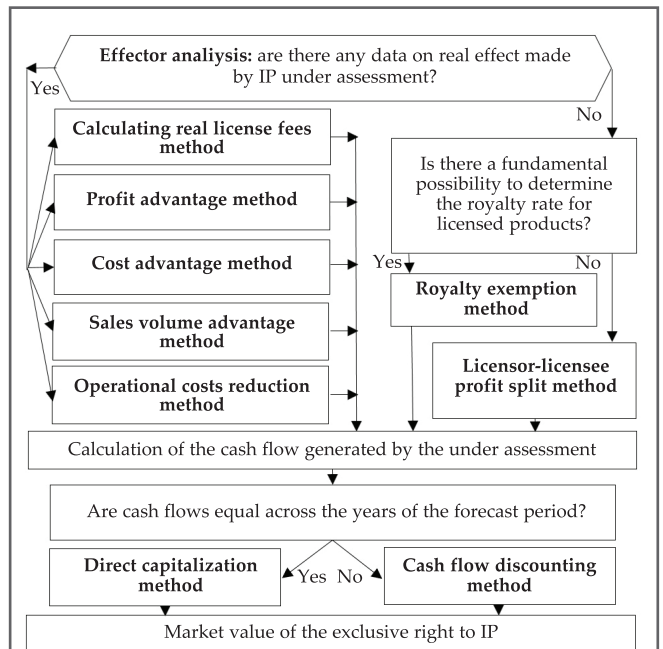 Effector analiysis: are there any data on real effect made
by IP under assessment?
Yes
No
Calculating real license fees
method
Profit advantage method
Cost advantage method
Sales volume advantage
method
Operational costs reduction
method
Is there a fundamental
possibility to determine
the royalty rate for
licensed products?
Yes
No
Royalty exemption
method
Licensor-licensee
profit split method
Calculation of the cash flow generated by the under assessment
Are cash flows equal across the years of the forecast period?
Direct capitalization
method
Yes No
Cash flow discounting
method
Market value of the exclusive right to IP